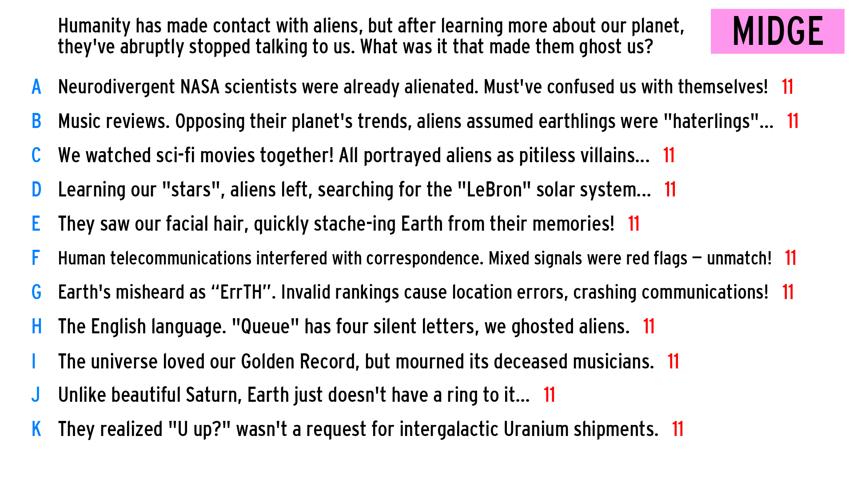 Humanity has made contact with aliens, but after learning more about our planet,
they've abruptly stopped talking to us. What was it that made them ghost us?
MIDGE
A Neurodivergent NASA scientists were already alienated. Must've confused us with themselves! 11
B Music reviews. Opposing their planet's trends, aliens assumed earthlings were "haterlings"... 11
C We watched sci-fi movies together! All portrayed aliens as pitiless villains... 11
D Learning our "stars", aliens left, searching for the "LeBron" solar system... 11
E They saw our facial hair, quickly stache-ing Earth from their memories! 11
F Human telecommunications interfered with correspondence. Mixed signals were red flags – unmatch! 11
G Earth's misheard as “ErrTH”. Invalid rankings cause location errors, crashing communications! 11
H The English language. "Queue" has four silent letters, we ghosted aliens. 11
I The universe loved our Golden Record, but mourned its deceased musicians. 11
J Unlike beautiful Saturn, Earth just doesn't have a ring to it... 11
K They realized "U up?" wasn't a request for intergalactic Uranium shipments. 11